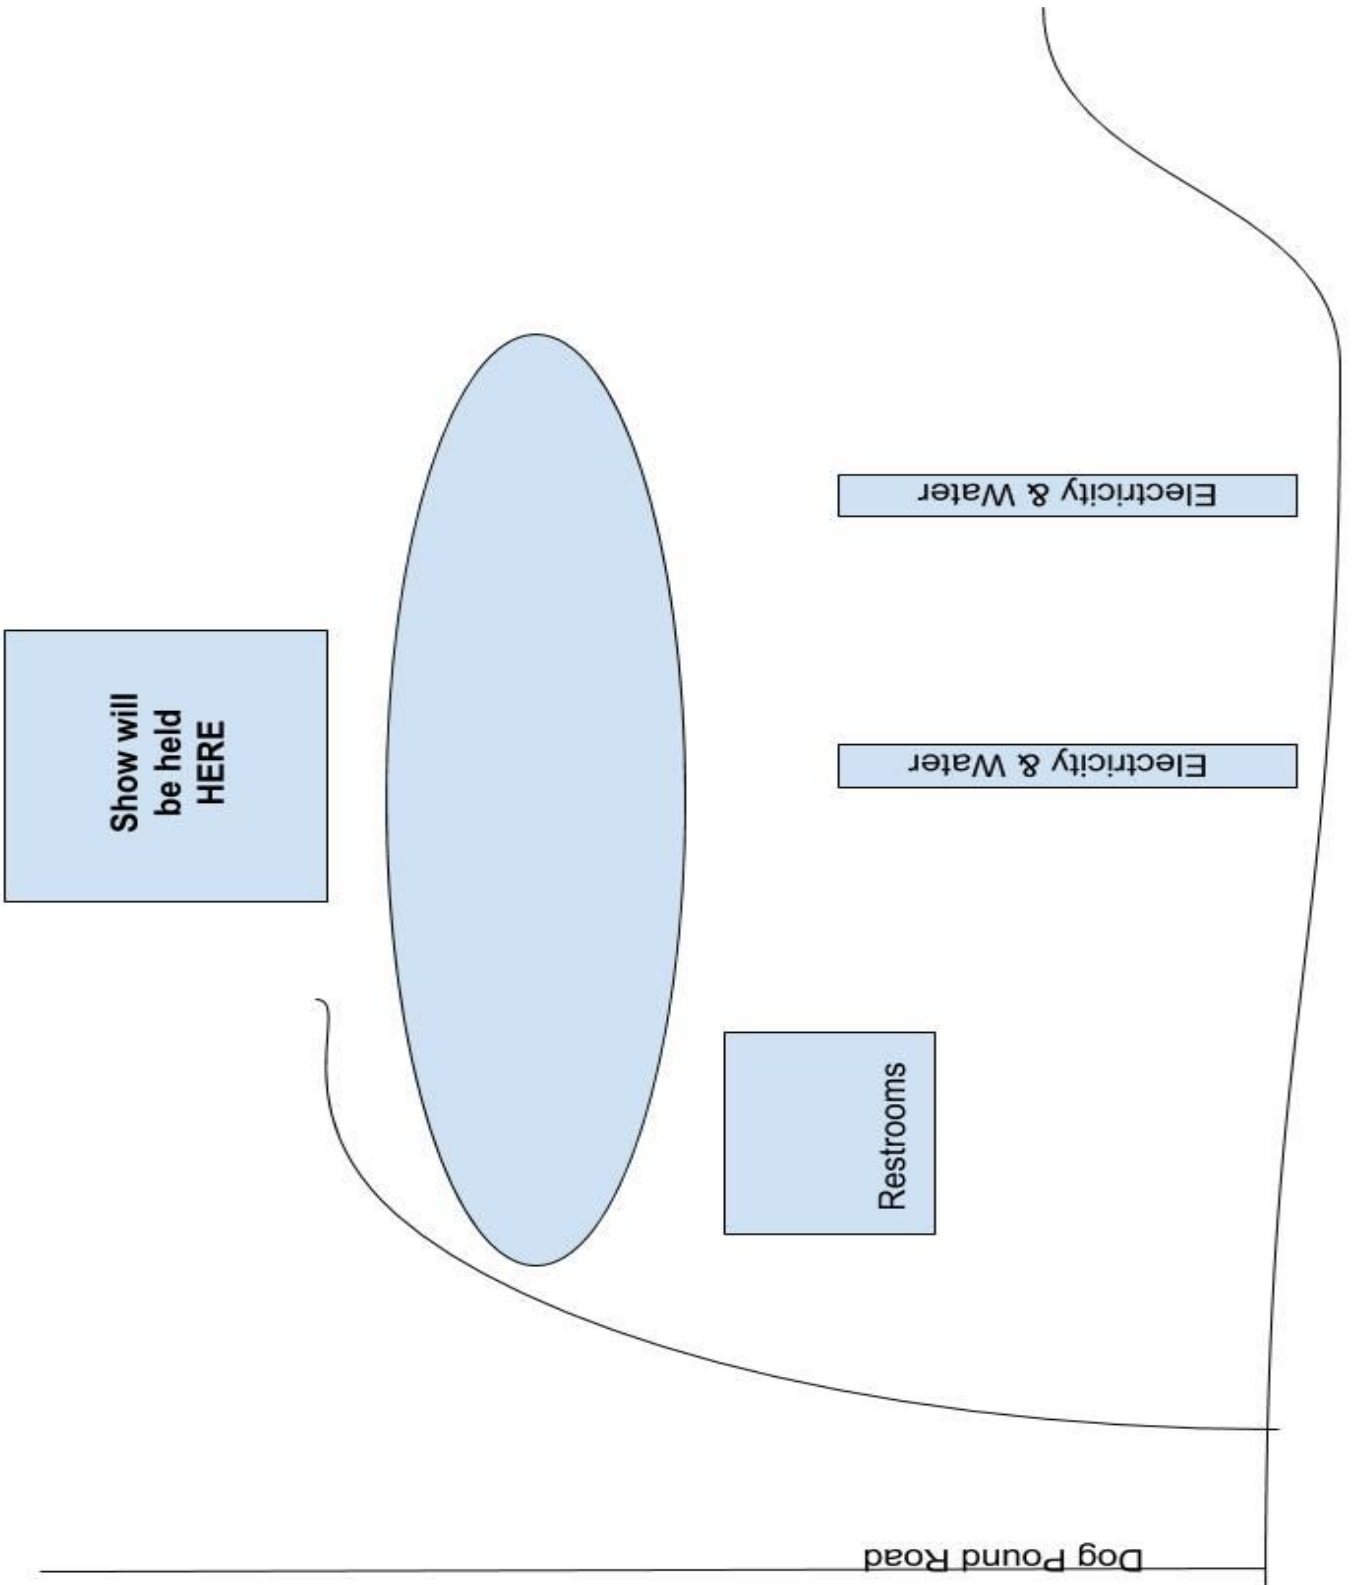 Show will
be held
HERE
Electricity & Water
Electricity & Water
Restrooms
Dog Pound Road